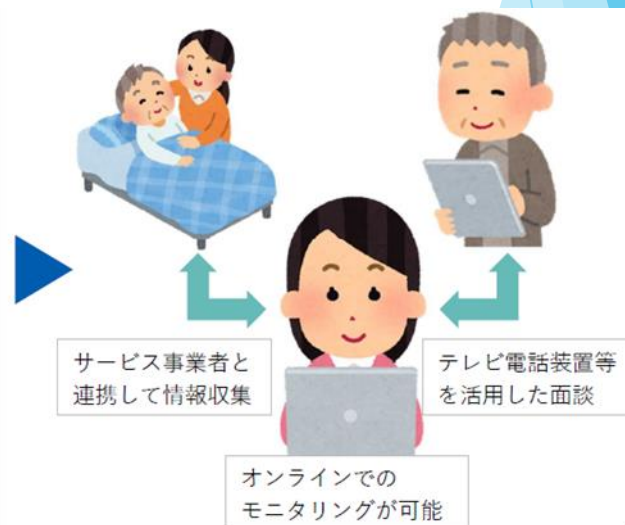 サービス事業者と
連携して情報収集
テレビ電話装置等
を活用した面談
オンラインでの
モニタリングが可能